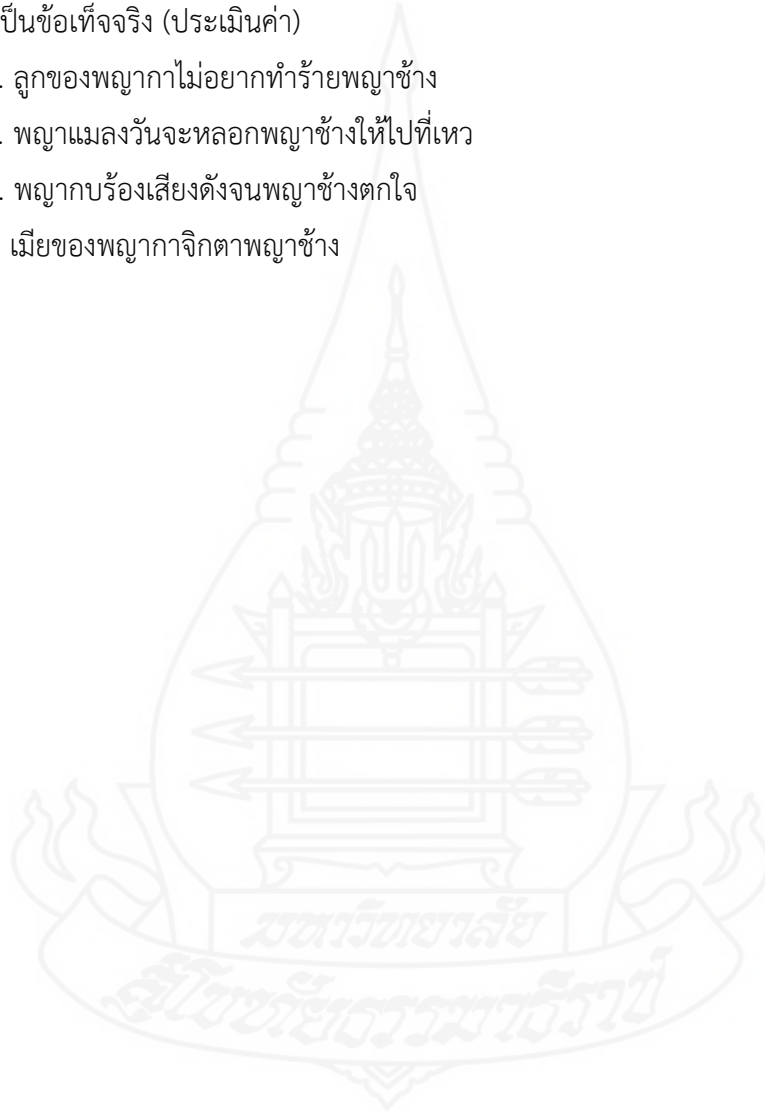 ป็นข้อเท็จจริง (ประเมินค่า)
. ลูกของพญากาไม่อยากทำร้ายพญาช้าง
. พญาแมลงวันจะหลอกพญาช้างให้ไปที่เหว
. พญากบร้องเสียงดังจนพญาช้างตกใจ
เมียของพญากาจิกตาพญาช้าง
มหาวิทยาลัย
สุโขทัยธรรมาธิราช